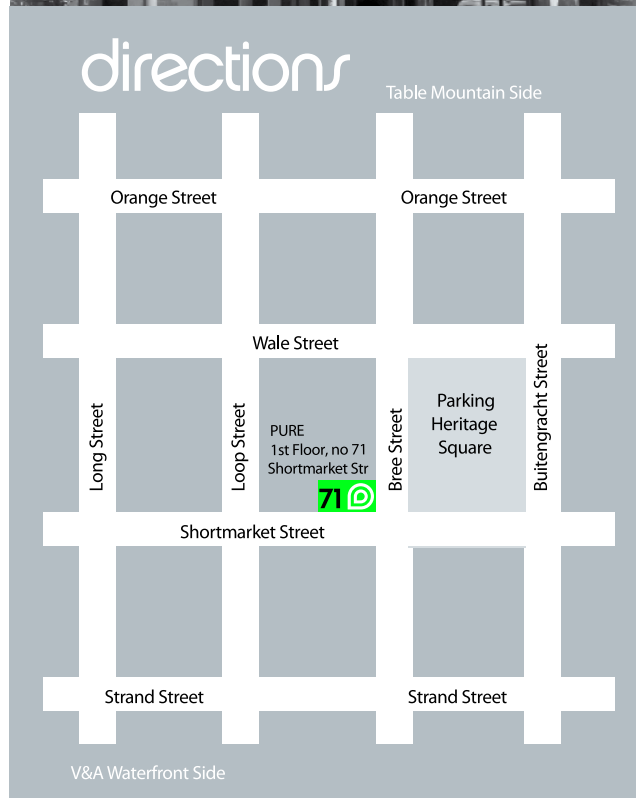 directions
Table Mountain Side
Orange Street
Orange Street
Wale Street
Long Street
Loop Street
PURE
1st Floor, no 71
Shortmarket Str
71
Bree Street
Parking
Heritage
Square
Buitengracht Street
Shortmarket Street
Strand Street
Strand Street
V&A Waterfront Side